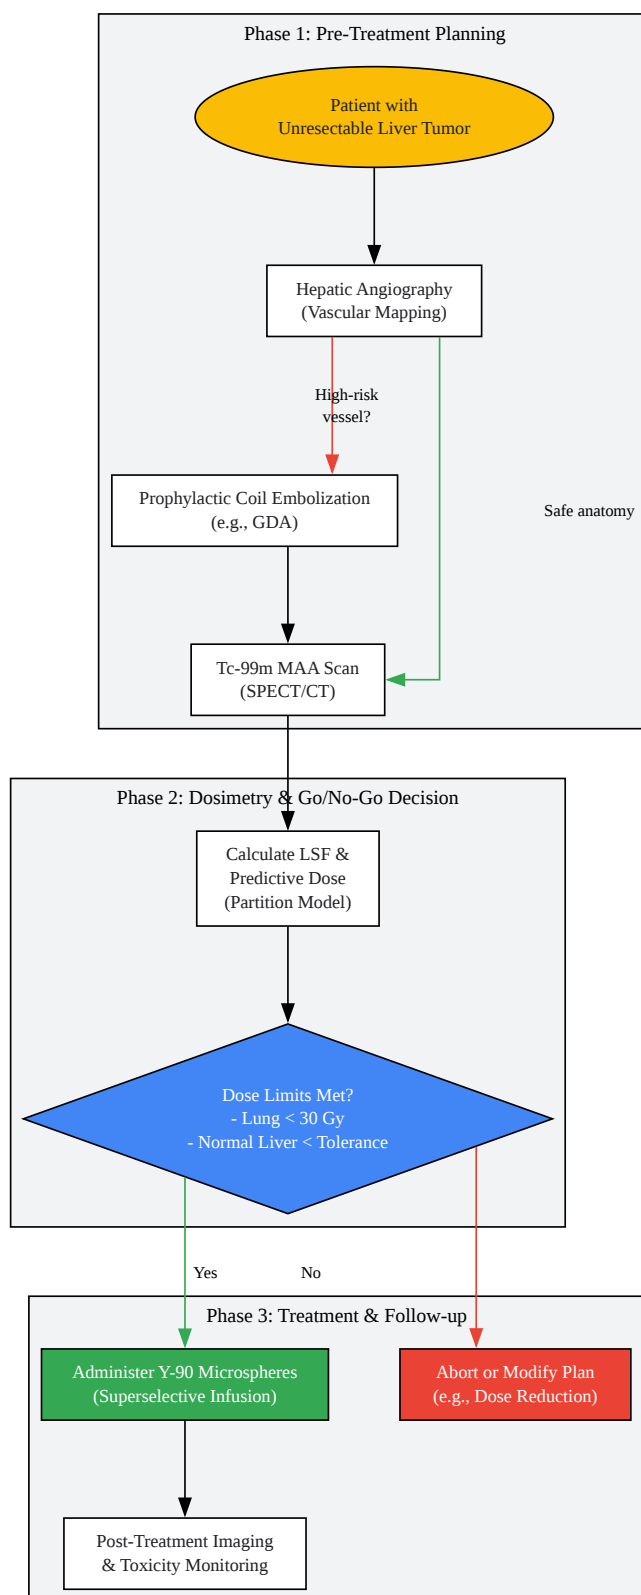 Phase 1: Pre-Treatment Planning
Patient with
Unresectable Liver Tumor
Hepatic Angiography
(Vascular Mapping)
High-risk
vessel?
Prophylactic Coil Embolization
(e.g., GDA)
Safe anatomy
Tc-99m MAA Scan
(SPECT/CT)
Phase 2: Dosimetry & Go/No-Go Decision
Calculate LSF &
Predictive Dose
(Partition Model)
Dose Limits Met?
- Lung < 30 Gy
- Normal Liver < Tolerance
Yes
No
Phase 3: Treatment & Follow-up
Administer Y-90 Microspheres
(Superselective Infusion)
Abort or Modify Plan
(e.g., Dose Reduction)
Post-Treatment Imaging
& Toxicity Monitoring